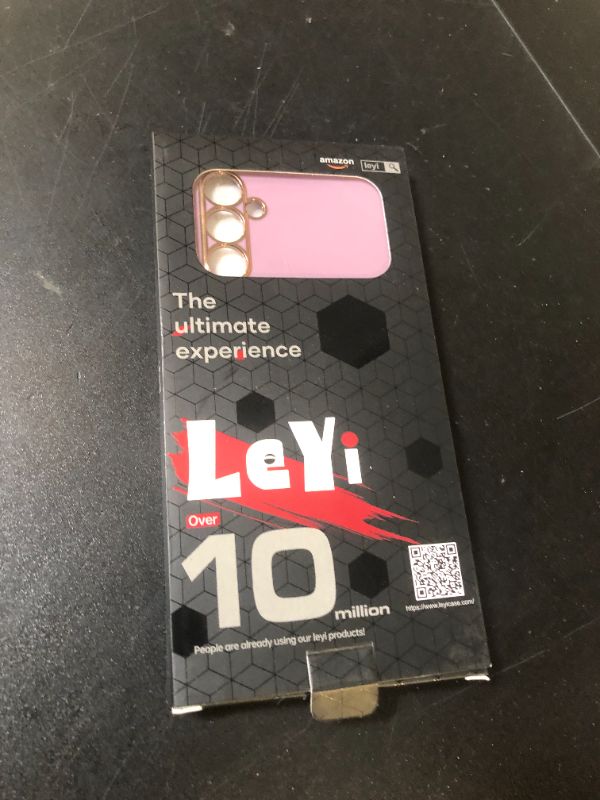 amazon
leyi
The
ultimate
experience
LeYi
Over
10
million
https://www.leyicase.com/
People are already using our leyi products!